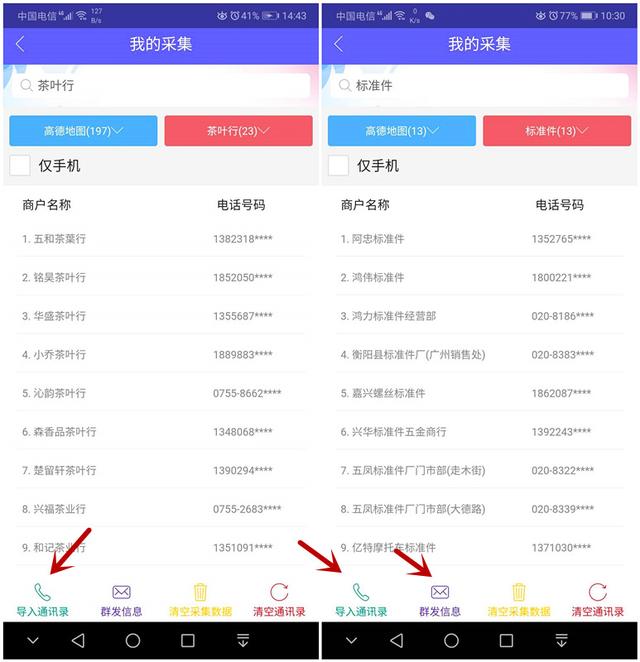 中国电信 4G 127 B/s 41% 14:43
我的采集
茶叶行
高德地图(197) 茶叶行(23)
仅手机
商户名称 电话号码
1. 五和茶葉行 1382318****
2. 铭昊茶叶行 1852050****
3. 华盛茶叶行 1355687****
4. 小乔茶叶行 1889883****
5. 沁韵茶叶行 0755-8662****
6. 森香品茶叶行 1348068****
7. 楚留轩茶叶行 1390294****
8. 兴福茶业行 0755-2683****
9. 和记茶业行 1351091****
导入通讯录 群发信息 清空采集数据 清空通讯录
中国电信 4G 0 K/s 77% 10:30
我的采集
标准件
高德地图(13) 标准件(13)
仅手机
商户名称 电话号码
1. 阿忠标准件 1352765****
2. 鸿伟标准件 1800221****
3. 鸿力标准件经营部 020-8186****
4. 衡阳县标准件厂(广州销售处) 020-8383****
5. 嘉兴螺丝标准件 1862087****
6. 兴华标准件五金商行 1392243****
7. 五凤标准件厂门市部(走木街) 020-8322****
8. 五凤标准件厂门市部(大德路) 020-8339****
9. 亿特摩托车标准件 1371030****
导入通讯录 群发信息 清空采集数据 清空通讯录